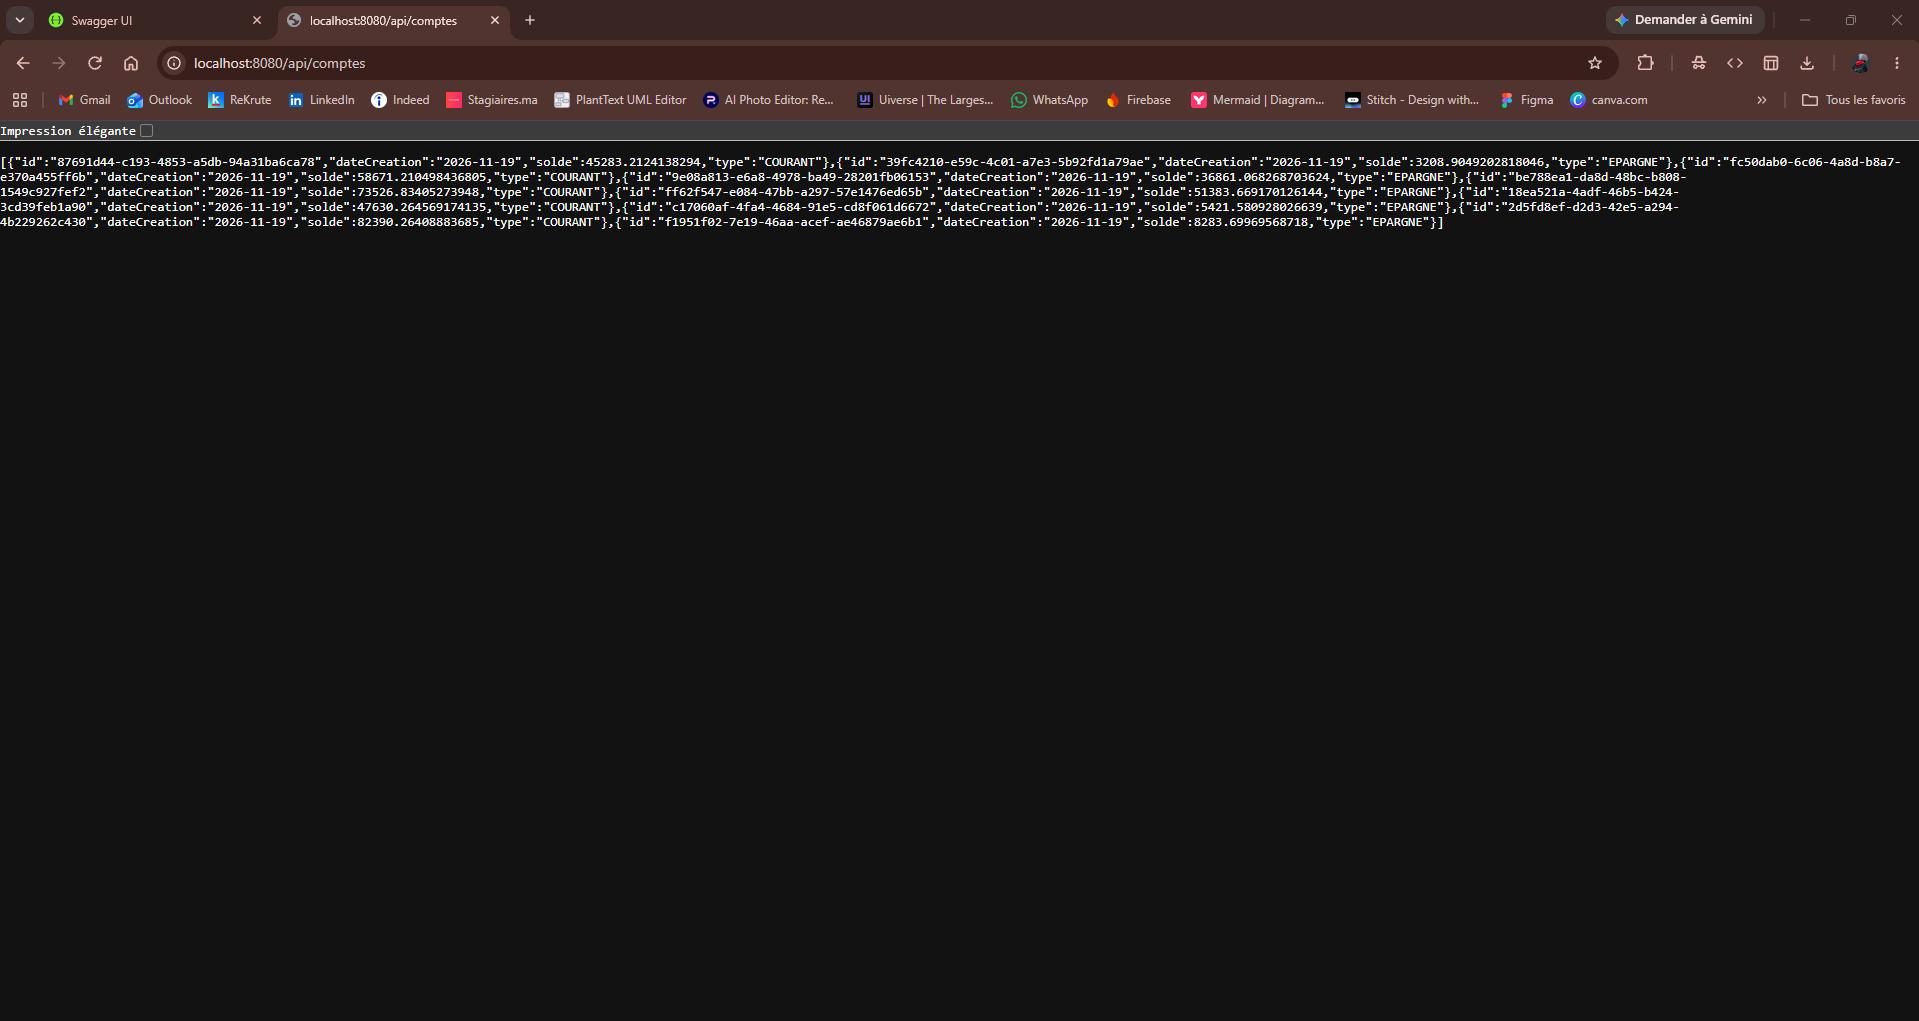 Swagger UI
localhost:8080/api/comptes
Demander à Gemini
localhost:8080/api/comptes
Gmail
Outlook
ReKrute
LinkedIn
Indeed
Stagiaires.ma
PlantText UML Editor
AI Photo Editor: Re...
Uiverse | The Larges...
WhatsApp
Firebase
Mermaid | Diagram...
Stitch - Design with...
Figma
canva.com
»
Tous les favoris
Impression élégante
[{"id":"87691d44-c193-4853-a5db-94a31ba6ca78","dateCreation":"2026-11-19","solde":45283.2124138294,"type":"COURANT"},{"id":"39fc4210-e59c-4c01-a7e3-5b92fd1a79ae","dateCreation":"2026-11-19","solde":3208.9049202818046,"type":"EPARGNE"},{"id":"fc50dab0-6c06-4a8d-b8a7-
e370a455ff6b","dateCreation":"2026-11-19","solde":58671.210498436805,"type":"COURANT"},{"id":"9e08a813-e6a8-4978-ba49-28201fb06153","dateCreation":"2026-11-19","solde":36861.068268703624,"type":"EPARGNE"},{"id":"be788ea1-da8d-48bc-b808-
1549c927fef2","dateCreation":"2026-11-19","solde":73526.83405273948,"type":"COURANT"},{"id":"ff62f547-e084-47bb-a297-57e1476ed65b","dateCreation":"2026-11-19","solde":51383.669170126144,"type":"EPARGNE"},{"id":"18ea521a-4adf-46b5-b424-
3cd39feb1a90","dateCreation":"2026-11-19","solde":47630.264569174135,"type":"COURANT"},{"id":"c17060af-4fa4-4684-91e5-cd8f061d6672","dateCreation":"2026-11-19","solde":5421.580928026639,"type":"EPARGNE"},{"id":"2d5fd8ef-d2d3-42e5-a294-
4b229262c430","dateCreation":"2026-11-19","solde":82390.26408883685,"type":"COURANT"},{"id":"f1951f02-7e19-46aa-acef-ae46879ae6b1","dateCreation":"2026-11-19","solde":8283.69969568718,"type":"EPARGNE"}]